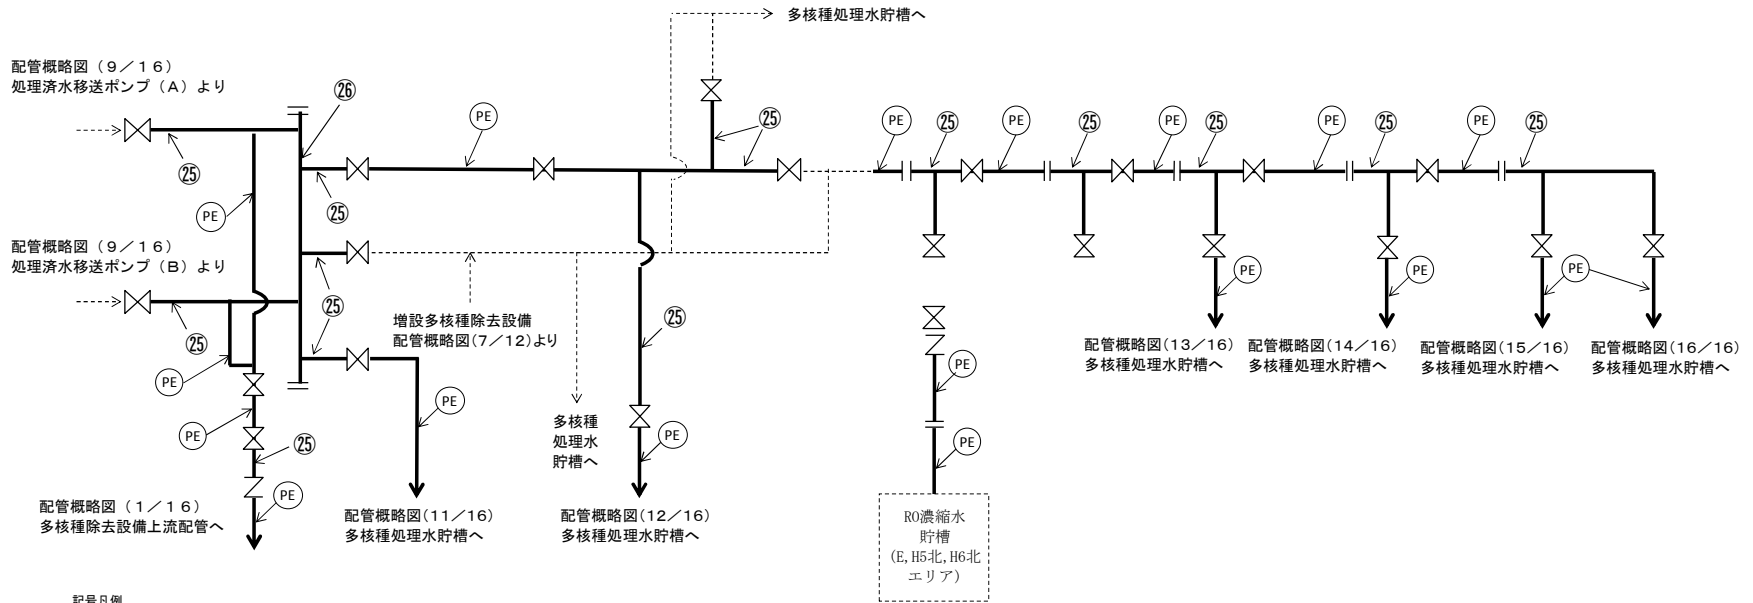 多核種処理水貯槽へ
配管概略図（９／１６）
処理済水移送ポンプ（Ａ）より
㉖
PE
㉕
㉕
PE
㉕
PE
㉕
PE
㉕
PE
㉕
PE
㉕
㉕
PE
㉕
配管概略図（９／１６）
処理済水移送ポンプ（Ｂ）より
㉕
PE
PE
PE
㉕
㉕
増設多核種除去設備
配管概略図(７／１２)より
㉕
配管概略図(１３／１６)
多核種処理水貯槽へ
配管概略図(１４／１６)
多核種処理水貯槽へ
配管概略図(１５／１６)
多核種処理水貯槽へ
配管概略図(１６／１６)
多核種処理水貯槽へ
PE
PE
PE
多核種
処理水
貯槽へ
PE
㉕
PE
PE
PE
配管概略図（１／１６）
多核種除去設備上流配管へ
配管概略図(１１／１６)
多核種処理水貯槽へ
配管概略図(１２／１６)
多核種処理水貯槽へ
RO濃縮水
貯槽
(E,H5北,H6北
エリア)
記号凡例